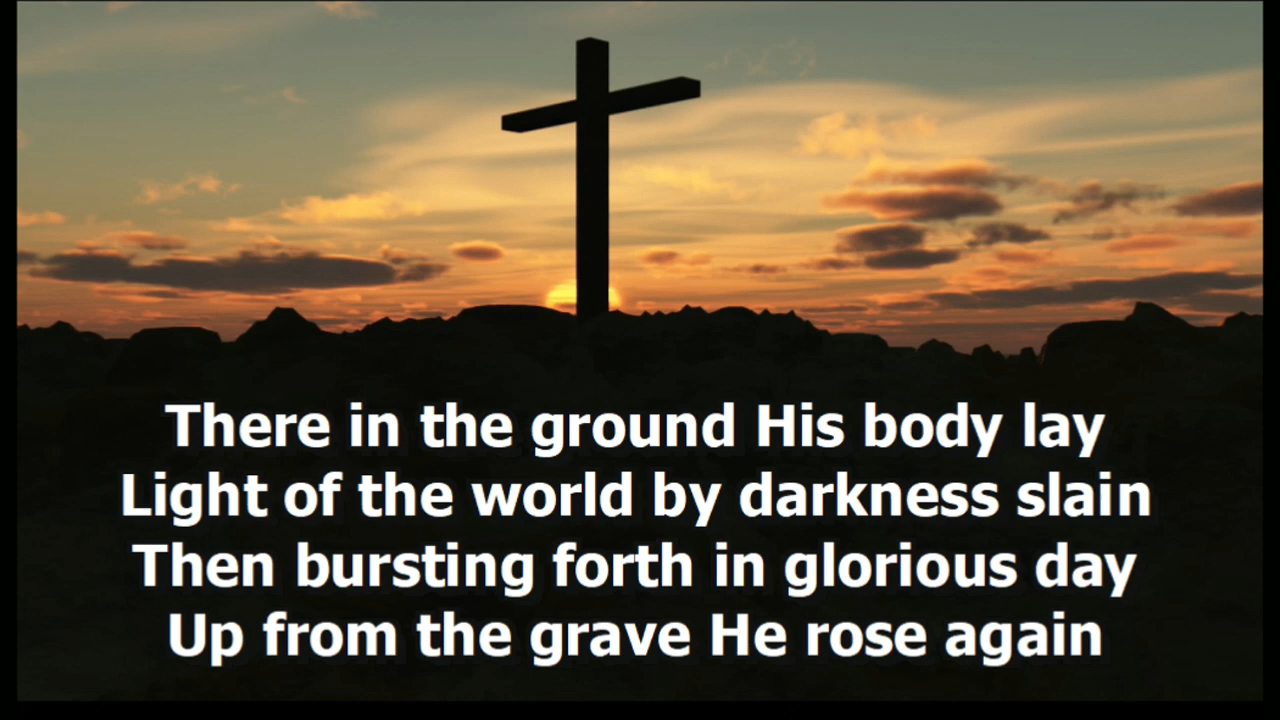 There in the ground His body lay
Light of the world by darkness slain
Then bursting forth in glorious day
Up from the grave He rose again